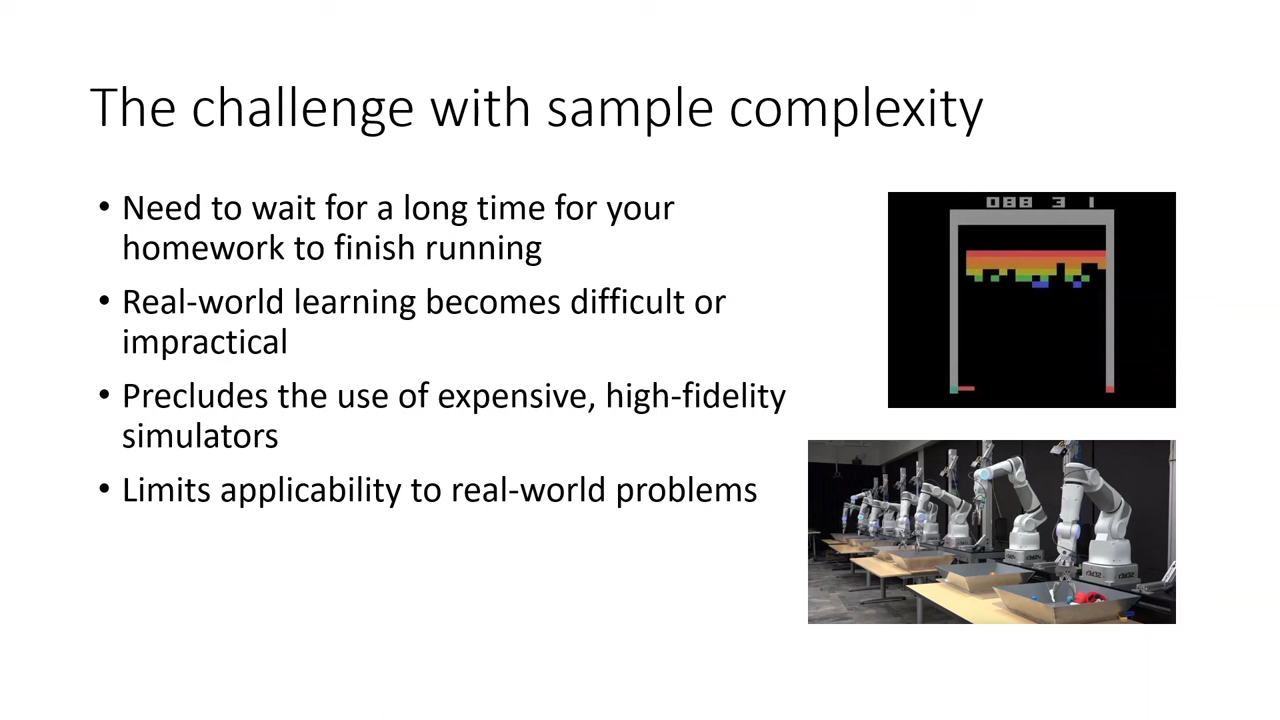 The challenge with sample complexity
• Need to wait for a long time for your
homework to finish running
• Real-world learning becomes difficult or
impractical
• Precludes the use of expensive, high-fidelity
simulators
• Limits applicability to real-world problems
088 3 1